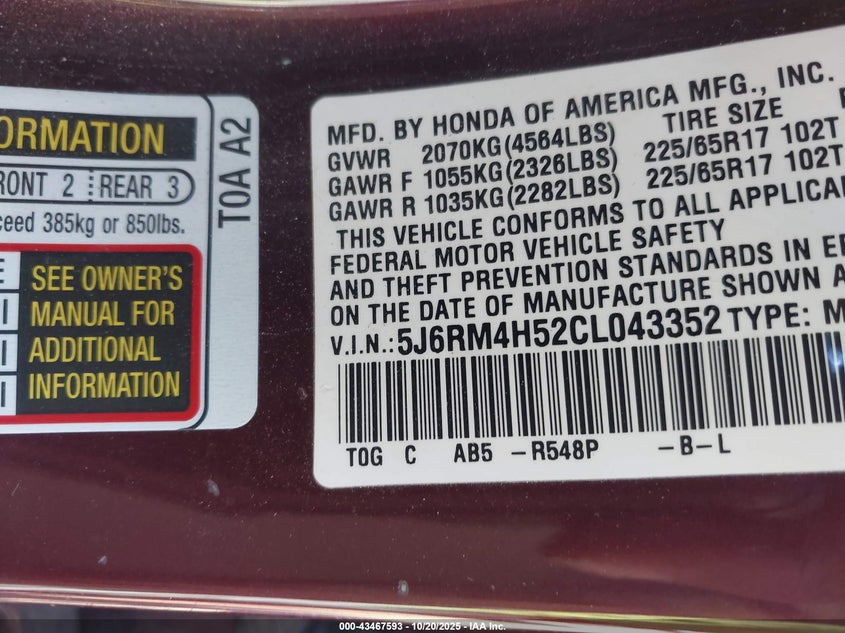 ORMATION
RONT 2 REAR 3
ceed 385kg or 850lbs.
E
I
I
I
SEE OWNER'S
MANUAL FOR
ADDITIONAL
INFORMATION
T0A A2
MFD. BY HONDA OF AMERICA MFG., INC.
GVWR 2070KG(4564LBS) TIRE SIZE
GAWR F 1055KG(2326LBS) 225/65R17 102T
GAWR R 1035KG(2282LBS) 225/65R17 102T
THIS VEHICLE CONFORMS TO ALL APPLICA
FEDERAL MOTOR VEHICLE SAFETY
AND THEFT PREVENTION STANDARDS IN E
ON THE DATE OF MANUFACTURE SHOWN A
V.I.N.:5J6RM4H52CL043352 TYPE: M
T0G C AB5 -R548P -B-L
000-43467593 - 10/20/2025 - IAA Inc.